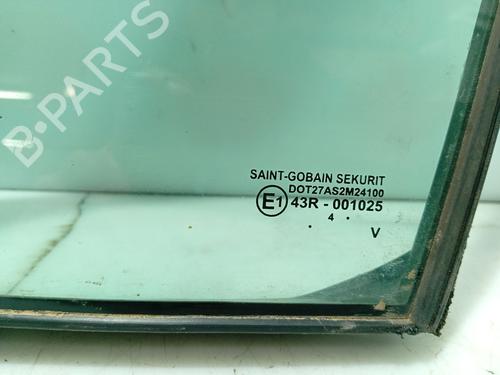 B-PARTS
SAINT-GOBAIN SEKURIT
DOT27AS2M24100
E1 43R - 001025
. 4 .
. V